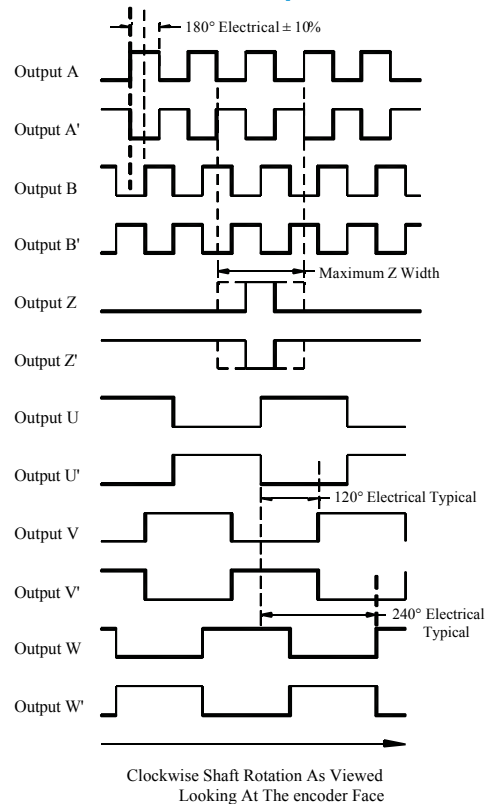 180° Electrical ± 10%
Output A
Output A'
Output B
Output B'
Maximum Z Width
Output Z
Output Z'
Output U
Output U'
120° Electrical Typical
Output V
Output V'
240° Electrical
Typical
Output W
Output W'
Clockwise Shaft Rotation As Viewed
Looking At The encoder Face